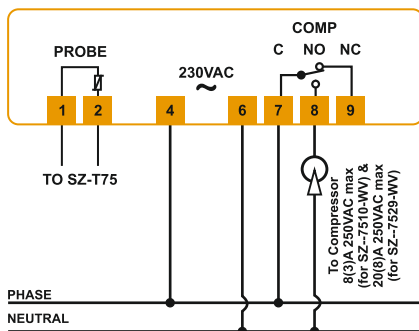 COMP
PROBE
C NO NC
230VAC
~
1 2 4 6 7 8 9
TO SZ-T75
To Compressor
8(3)A 250VAC max
(for SZ--7510-WV) &
20(8)A 250VAC max
(for SZ--7529-WV)
PHASE
NEUTRAL